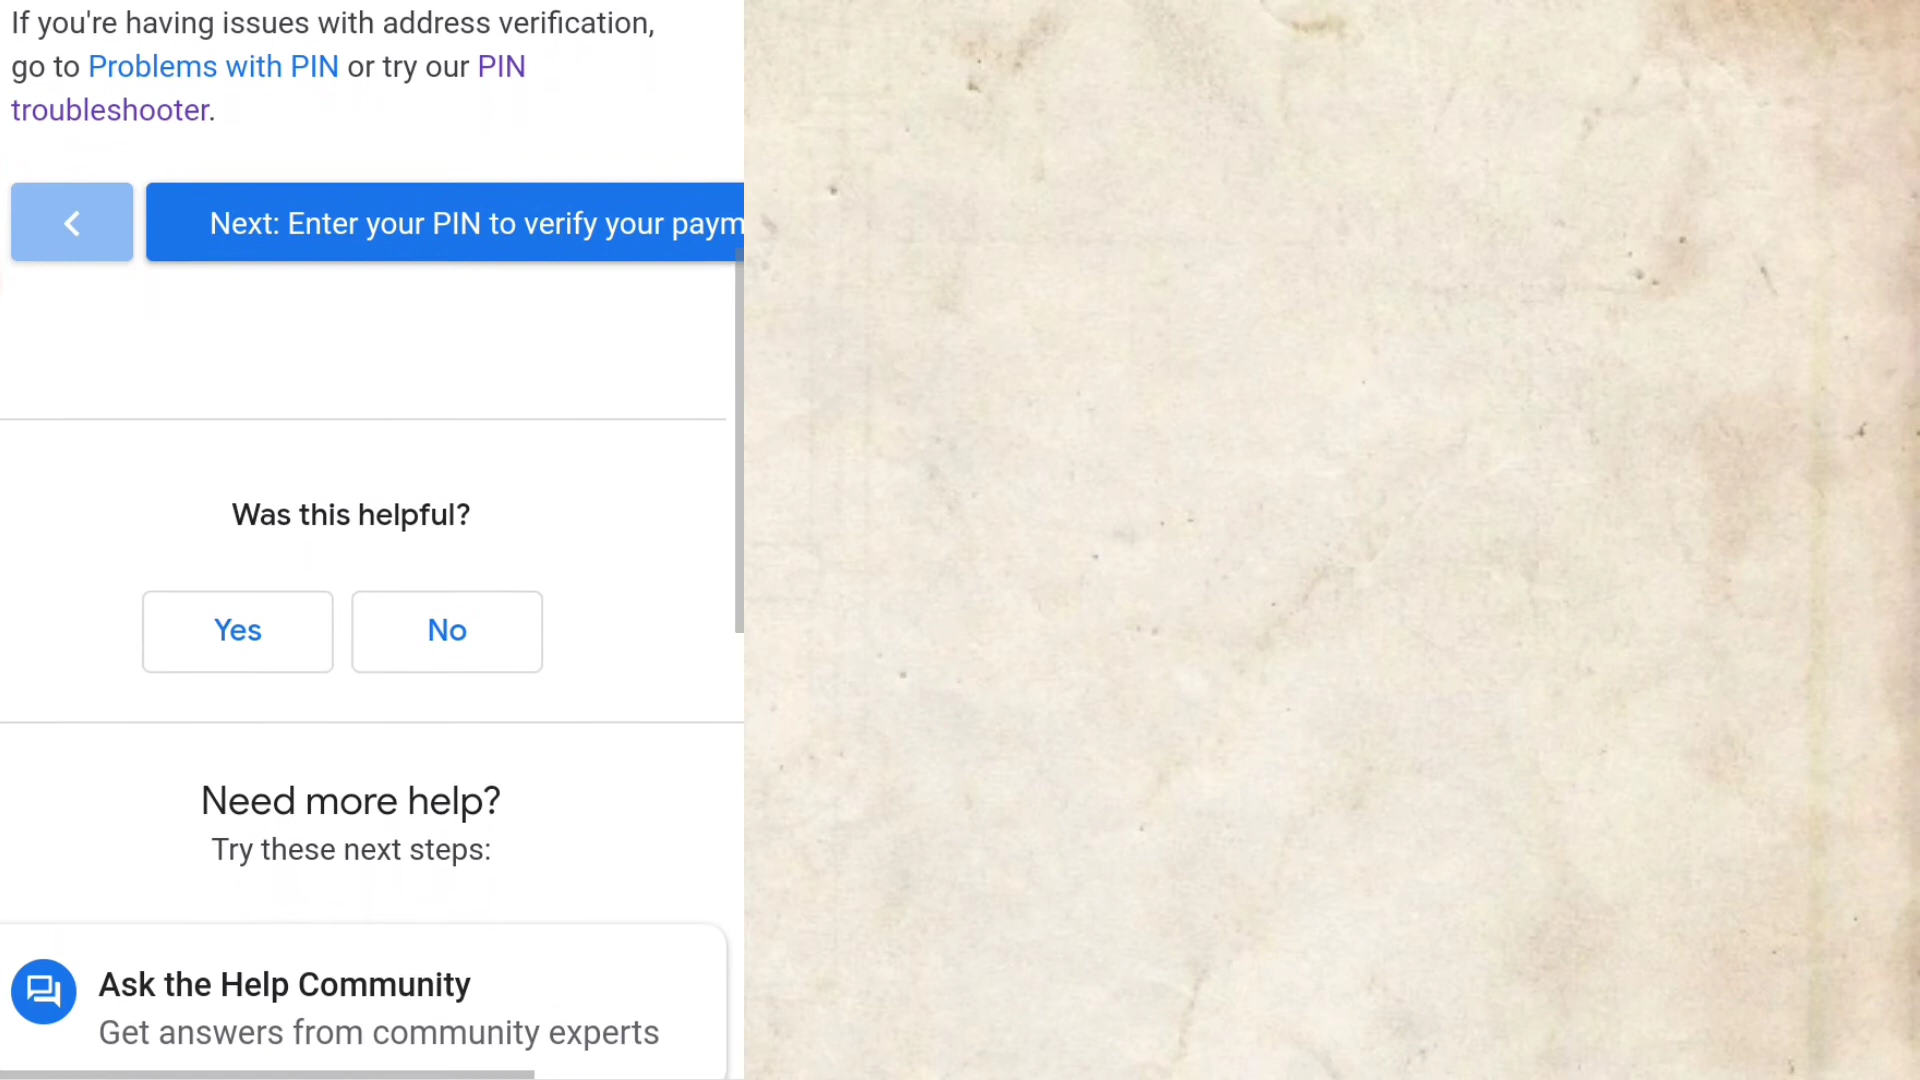 If you're having issues with address verification,
go to Problems with PIN or try our PIN
troubleshooter.
Next: Enter your PIN to verify your paym
Was this helpful?
Yes
No
Need more help?
Try these next steps:
Ask the Help Community
Get answers from community experts